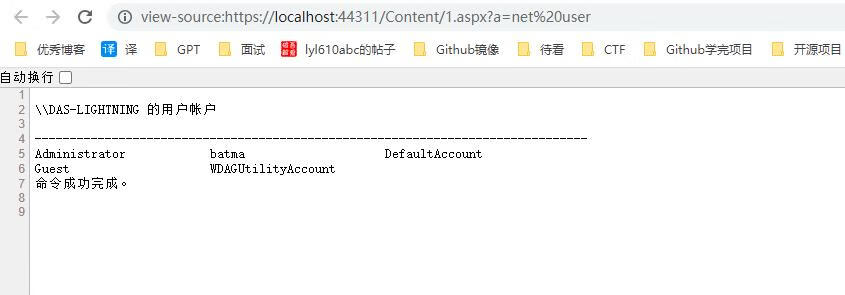 view-source:https://localhost:44311/Content/1.aspx?a=net%20user
优秀博客 译 译 GPT 面试 lyl610abc的帖子 Github镜像 待看 CTF Github学完项目 开源项目
自动换行
1
2 \\DAS-LIGHTNING 的用户帐户
3
4 -------------------------------------------------------------------------------
5 Administrator batma DefaultAccount
6 Guest WDAGUtilityAccount
7 命令成功完成。
8
9